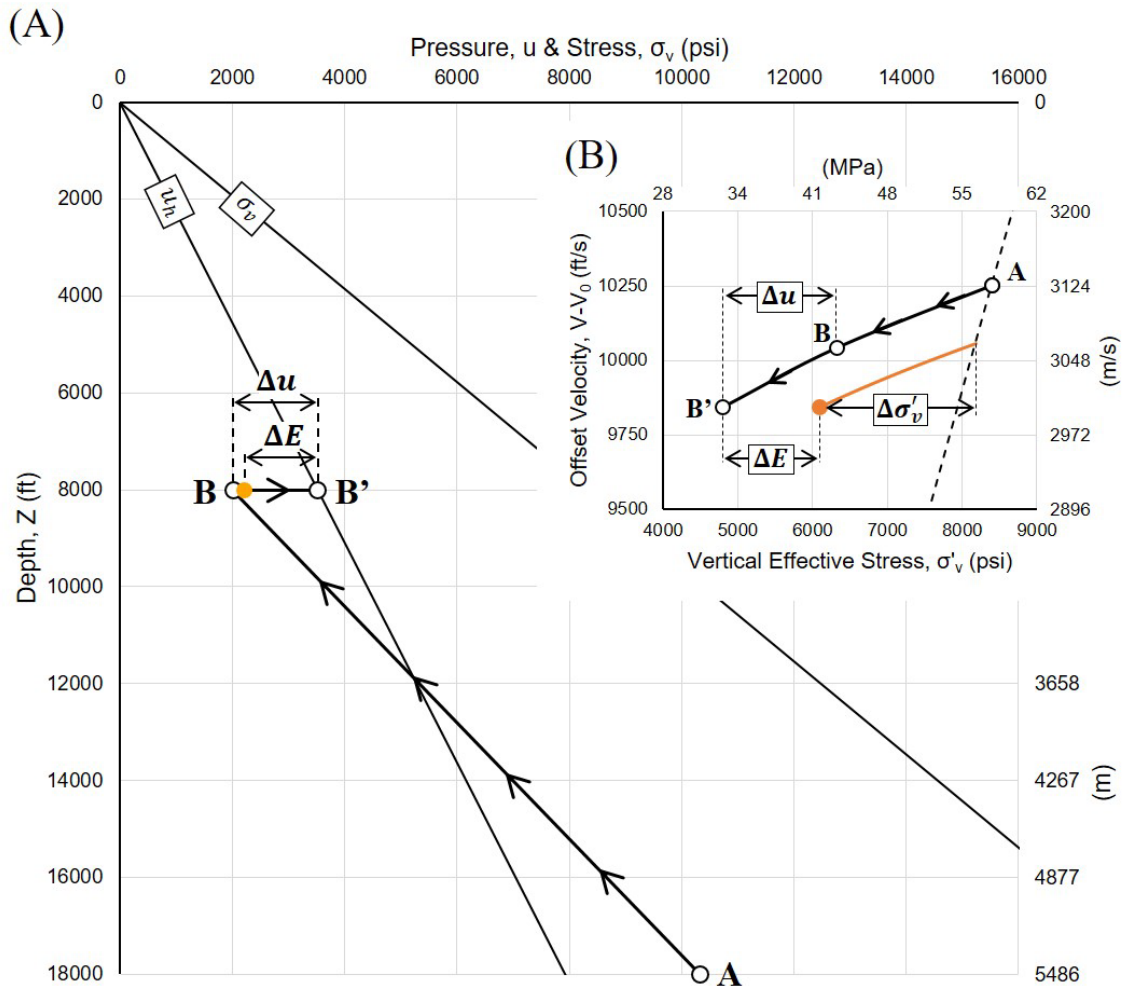 (A)
Pressure, u & Stress, σᵥ (psi)
0 2000 4000 6000 8000 10000 12000 14000 16000
0 0
uₕ σᵥ
(B)
(MPa)
28 34 41 48 55 62
2000
10500 3200
4000
10250 3124
A
Δu
B
10000 3048
6000
Δu
B'
Δσ'ᵥ
ΔE
9750 2972
ΔE
8000
B B'
9500 2896
4000 5000 6000 7000 8000 9000
Offset Velocity, V-V₀ (ft/s)
(m/s)
Vertical Effective Stress, σ'ᵥ (psi)
10000
12000 3658
14000 4267
16000 4877
18000 5486
A
Depth, Z (ft)
(m)